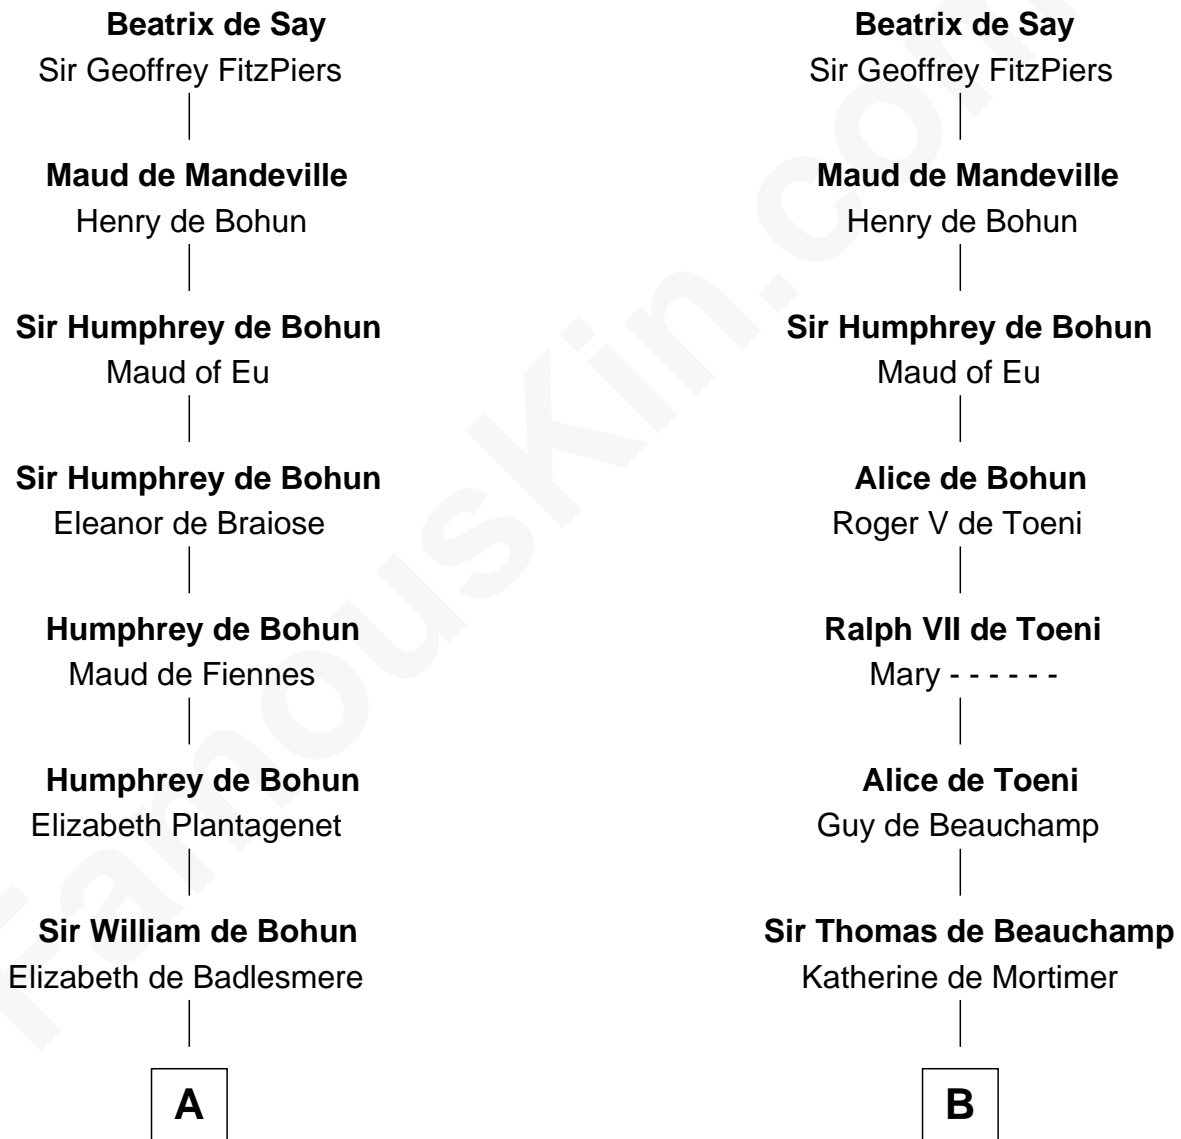 Beatrix de Say
Sir Geoffrey FitzPiers
Maud de Mandeville
Henry de Bohun
Sir Humphrey de Bohun
Maud of Eu
Sir Humphrey de Bohun
Eleanor de Braiose
Humphrey de Bohun
Maud de Fiennes
Humphrey de Bohun
Elizabeth Plantagenet
Sir William de Bohun
Elizabeth de Badlesmere
A
Beatrix de Say
Sir Geoffrey FitzPiers
Maud de Mandeville
Henry de Bohun
Sir Humphrey de Bohun
Maud of Eu
Alice de Bohun
Roger V de Toeni
Ralph VII de Toeni
Mary - - - - - -
Alice de Toeni
Guy de Beauchamp
Sir Thomas de Beauchamp
Katherine de Mortimer
B
FamousKin.com